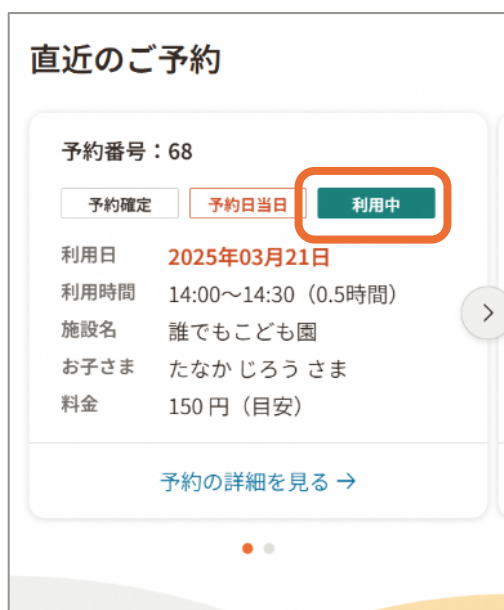 直近のご予約
予約番号：68
予約確定 予約日当日 利用中
利用日 2025年03月21日
利用時間 14:00～14:30（0.5時間）
施設名 誰でもこども園
お子さま たなか じろう さま
料金 150 円（目安）
予約の詳細を見る →